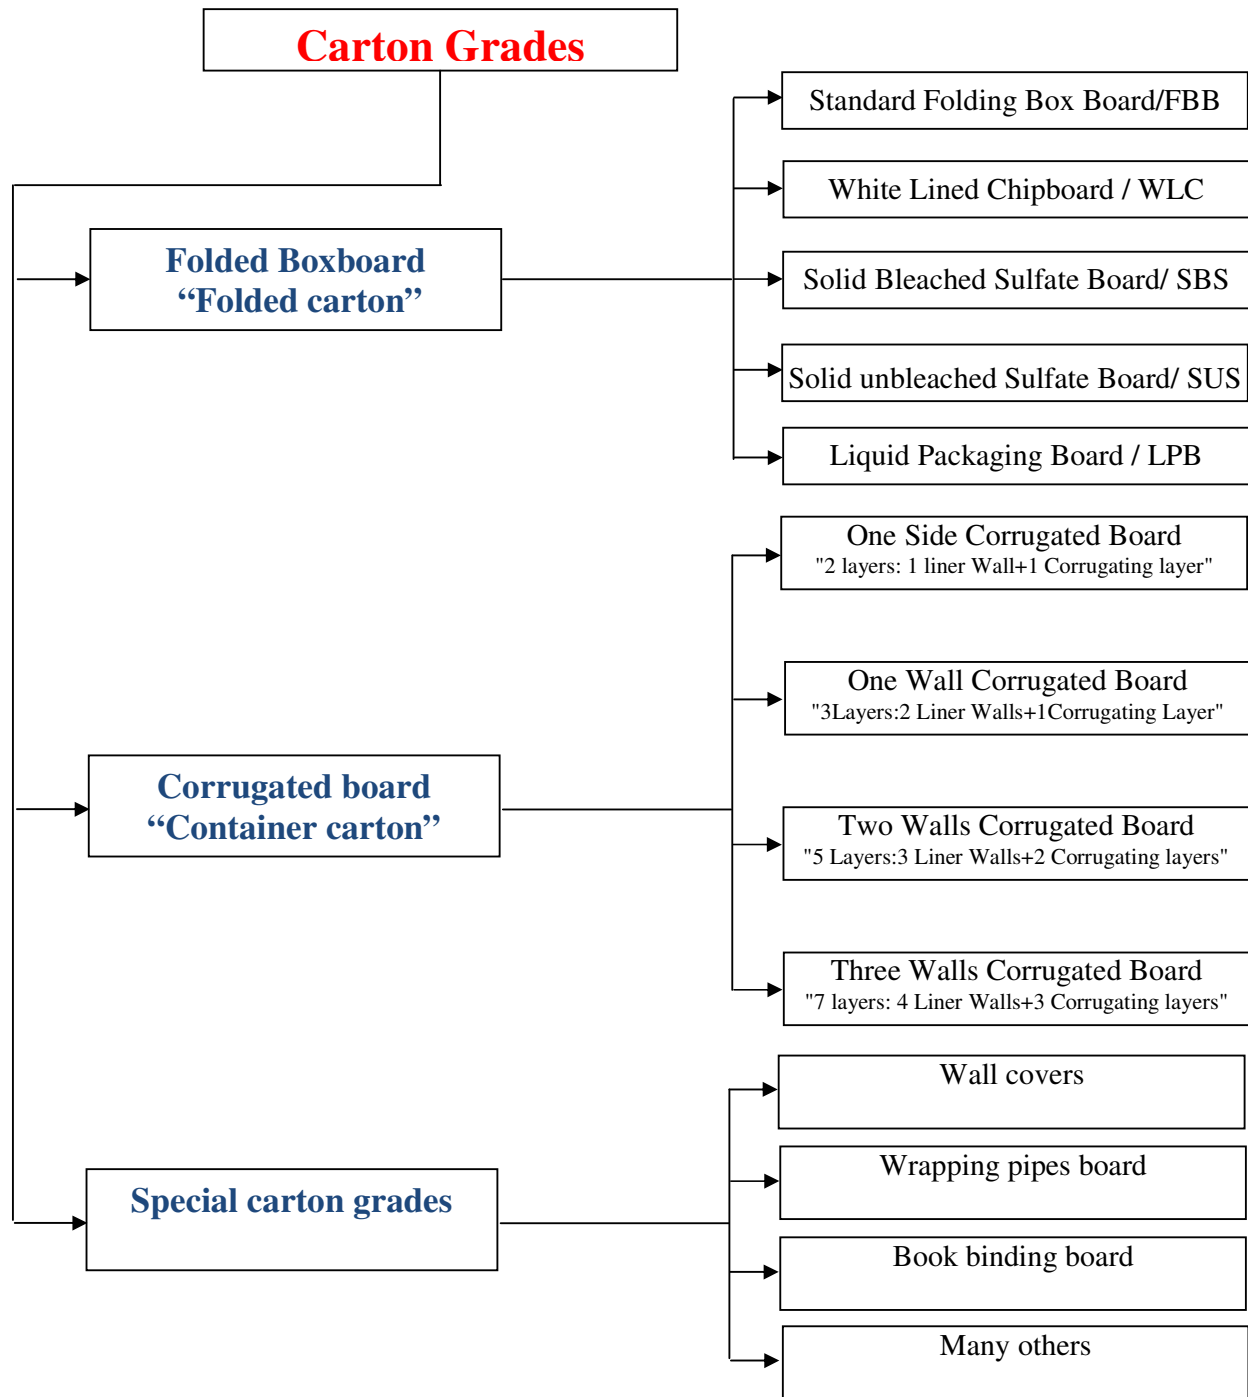 Carton Grades
Standard Folding Box Board/FBB
White Lined Chipboard / WLC
Folded Boxboard
“Folded carton”
Solid Bleached Sulfate Board/ SBS
Solid unbleached Sulfate Board/ SUS
Liquid Packaging Board / LPB
One Side Corrugated Board
"2 layers: 1 liner Wall+1 Corrugating layer"
One Wall Corrugated Board
"3Layers:2 Liner Walls+1Corrugating Layer"
Corrugated board
“Container carton”
Two Walls Corrugated Board
"5 Layers:3 Liner Walls+2 Corrugating layers"
Three Walls Corrugated Board
"7 layers: 4 Liner Walls+3 Corrugating layers"
Wall covers
Wrapping pipes board
Special carton grades
Book binding board
Many others